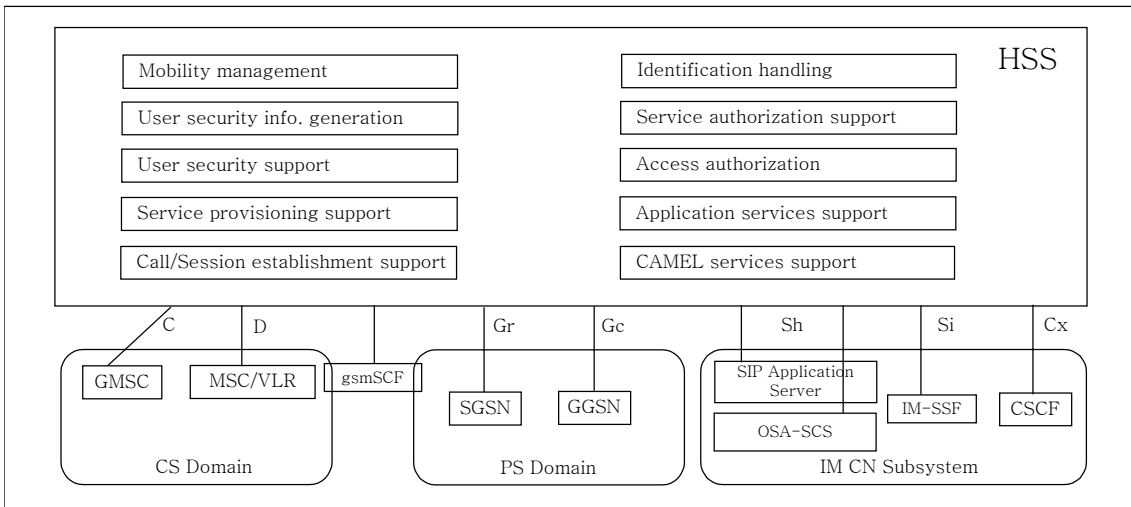 HSS
Mobility management
Identification handling
User security info. generation
Service authorization support
User security support
Access authorization
Service provisioning support
Application services support
Call/Session establishment support
CAMEL services support
C
D
Gr
Gc
Sh
Si
Cx
GMSC
MSC/VLR
gsmSCF
SGSN
GGSN
SIP Application
Server
OSA-SCS
IM-SSF
CSCF
CS Domain
PS Domain
IM CN Subsystem